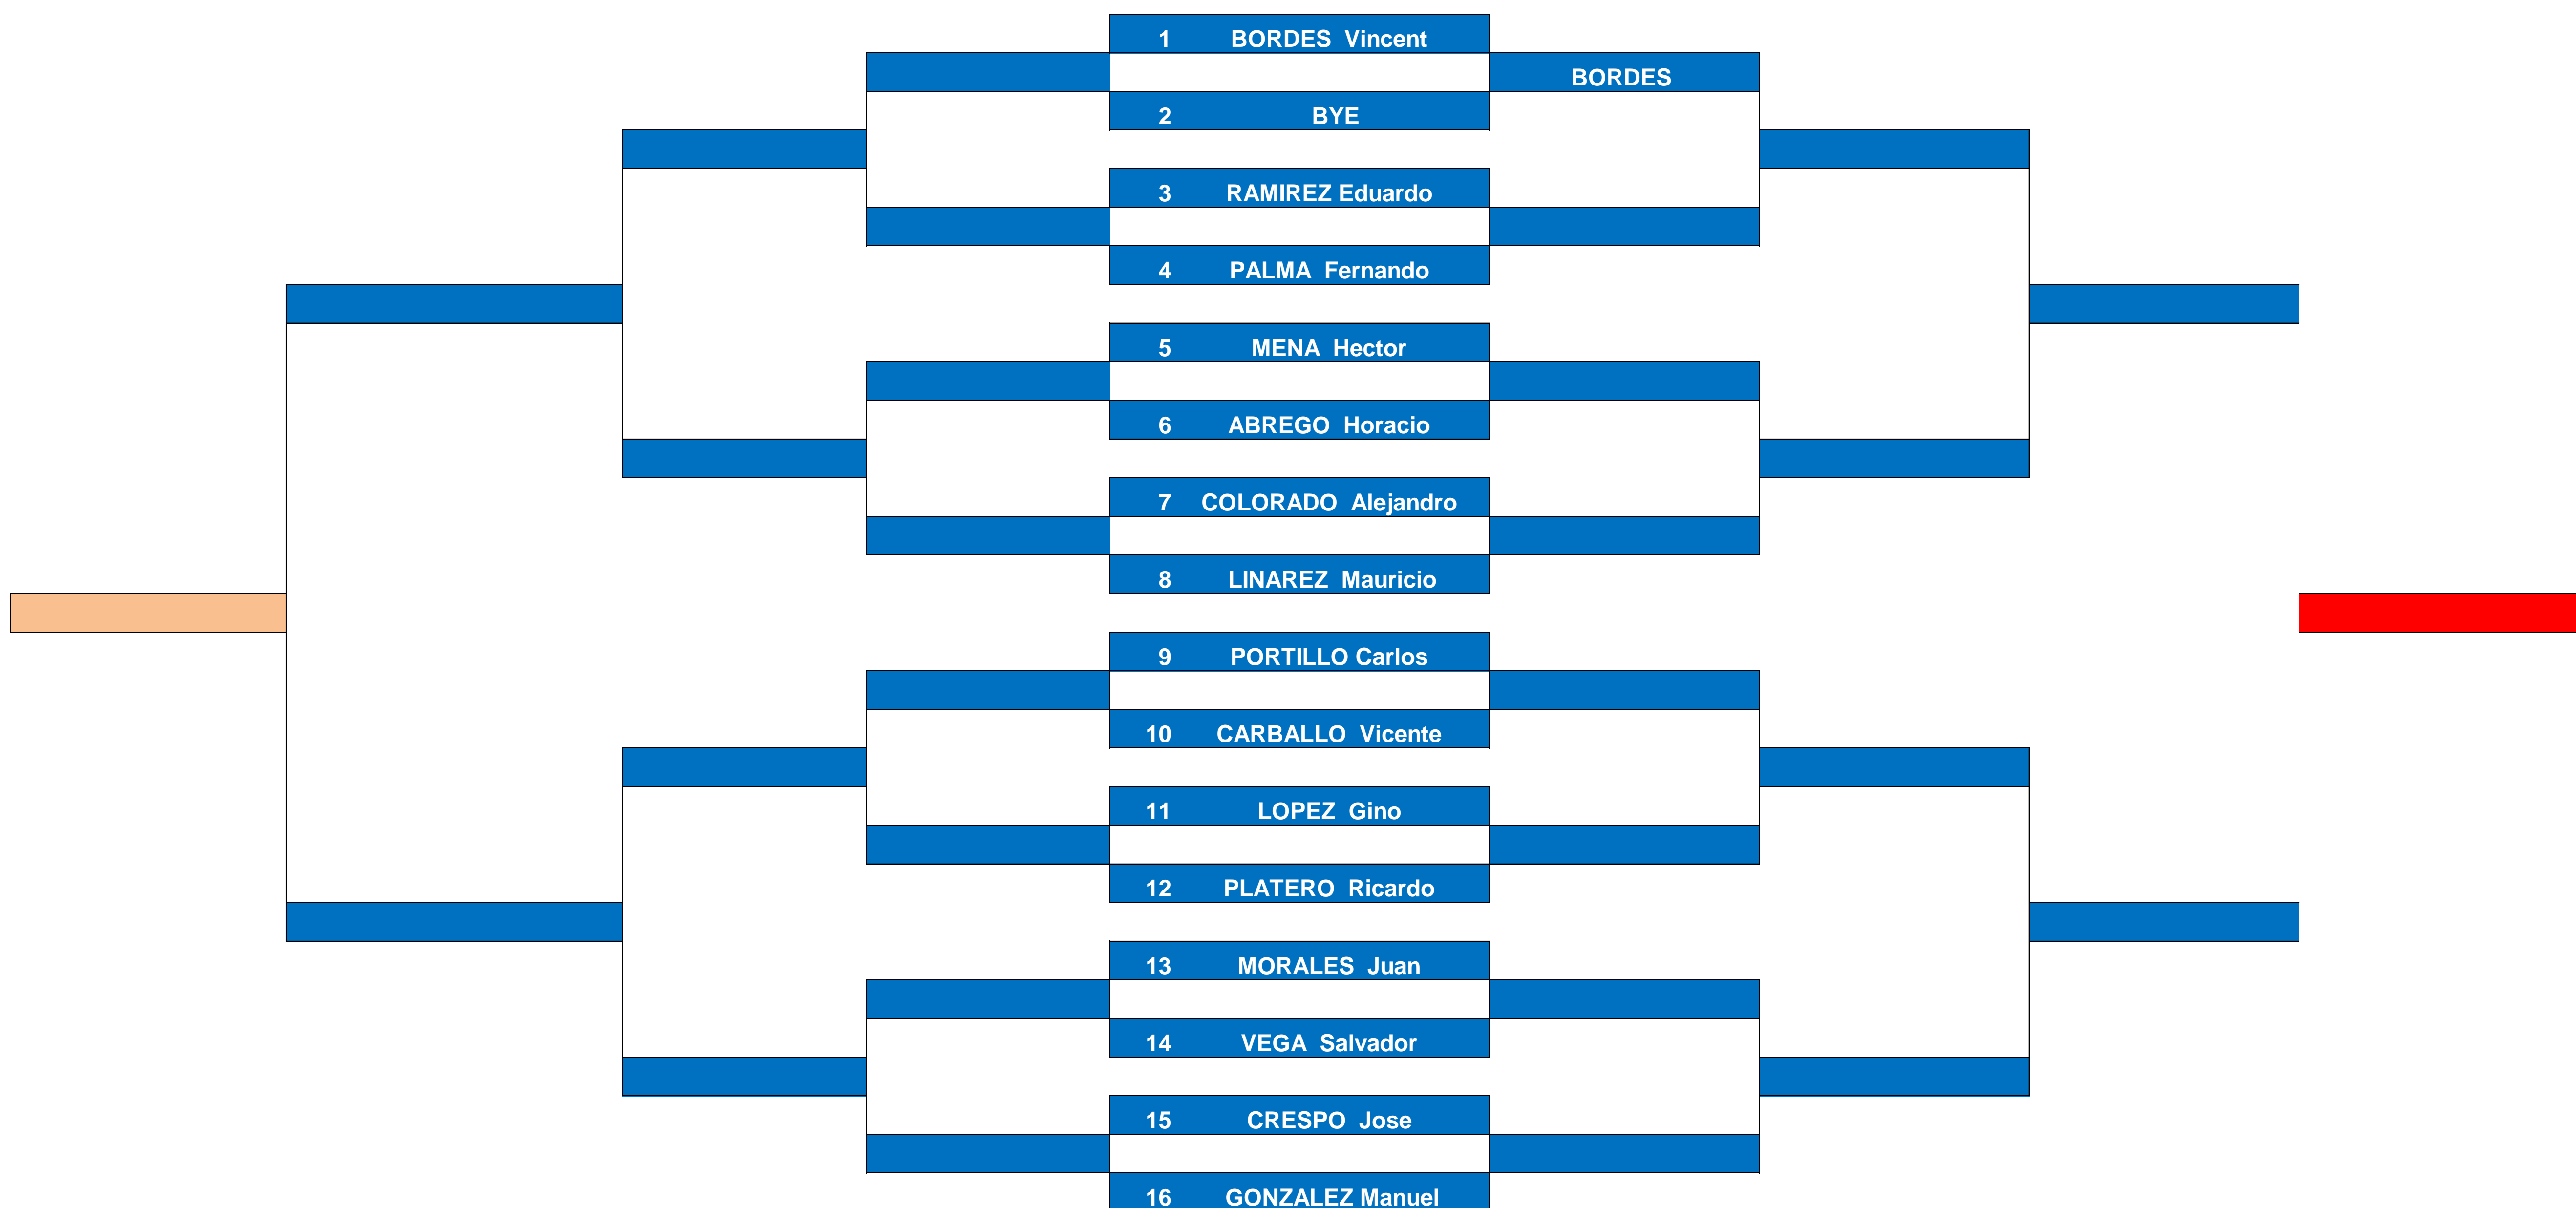 1 BORDES Vincent
BORDES
2 BYE
3 RAMIREZ Eduardo
4 PALMA Fernando
5 MENA Hector
6 ABREGO Horacio
7 COLORADO Alejandro
8 LINAREZ Mauricio
9 PORTILLO Carlos
10 CARBALLO Vicente
11 LOPEZ Gino
12 PLATERO Ricardo
13 MORALES Juan
14 VEGA Salvador
15 CRESPO Jose
16 GONZALEZ Manuel